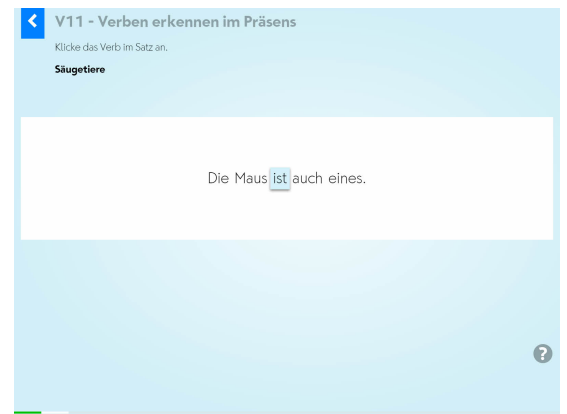 V11 - Verben erkennen im Präsens
Klicke das Verb im Satz an.
Säugetiere
Die Maus ist auch eines.
?